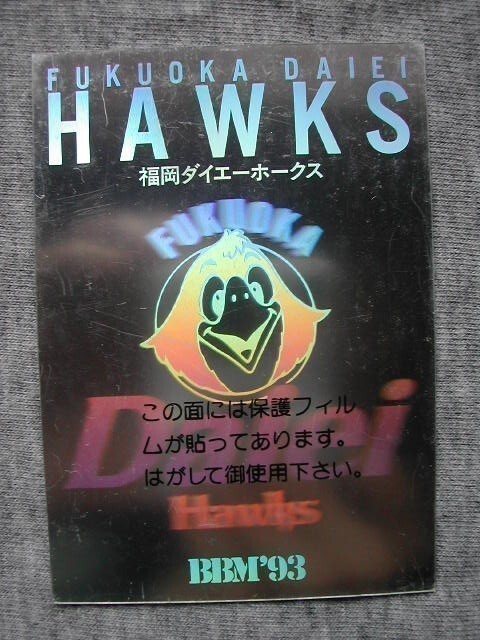 FUKUOKA DAIEI
HAWKS
福岡ダイエーホークス
FUKUOKA
Daiei
この面には保護フィル
ムが貼ってあります。
はがして御使用下さい。
Hawks
BBM'93